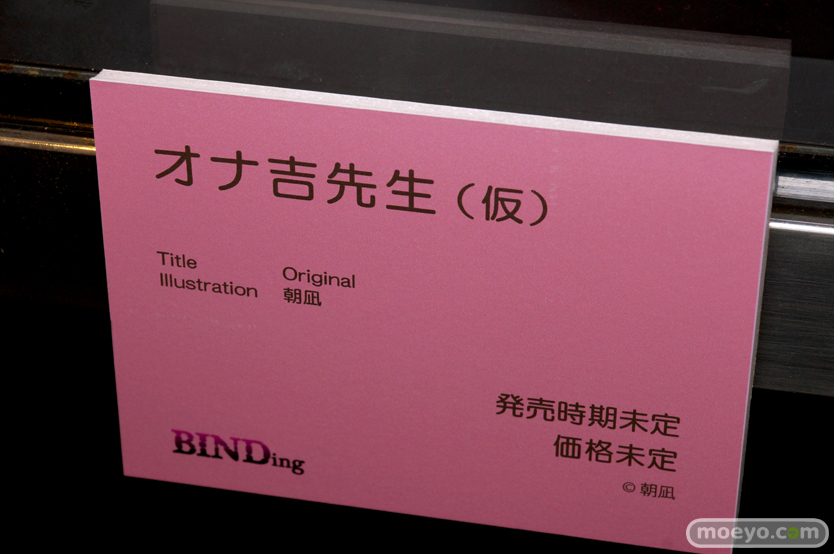 オナ吉先生（仮）
Title Original
Illustration 朝凪
発売時期未定
価格未定
©朝凪
BINDing
moeyo.com